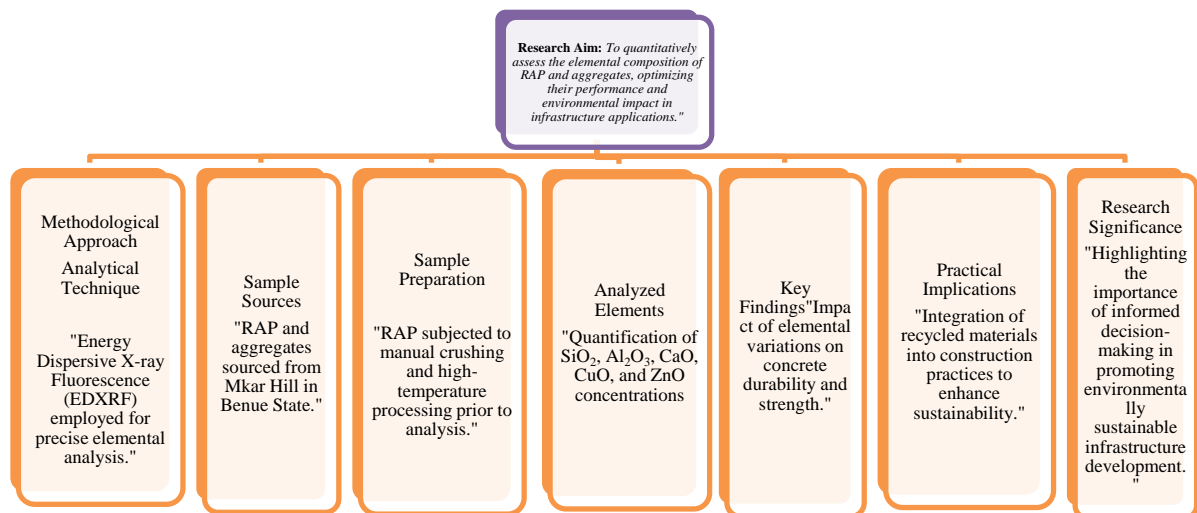 Research Aim: To quantitatively
assess the elemental composition of
RAP and aggregates, optimizing
their performance and
environmental impact in
infrastructure applications."
Methodological
Approach
Analytical
Technique
"Energy
Dispersive X-ray
Fluorescence
(EDXRF)
employed for
precise elemental
analysis."
Sample
Sources
"RAP and
aggregates
sourced from
Mkar Hill in
Benue State."
Sample
Preparation
"RAP subjected to
manual crushing
and high-
temperature
processing prior to
analysis."
Analyzed
Elements
"Quantification of
SiO₂, Al₂O₃, CaO,
CuO, and ZnO
concentrations
Key
Findings"Impa
ct of elemental
variations on
concrete
durability and
strength."
Practical
Implications
"Integration of
recycled materials
into construction
practices to
enhance
sustainability."
Research
Significance
"Highlighting
the
importance
of informed
decision-
making in
promoting
environmenta
lly
sustainable
infrastructure
development.
"